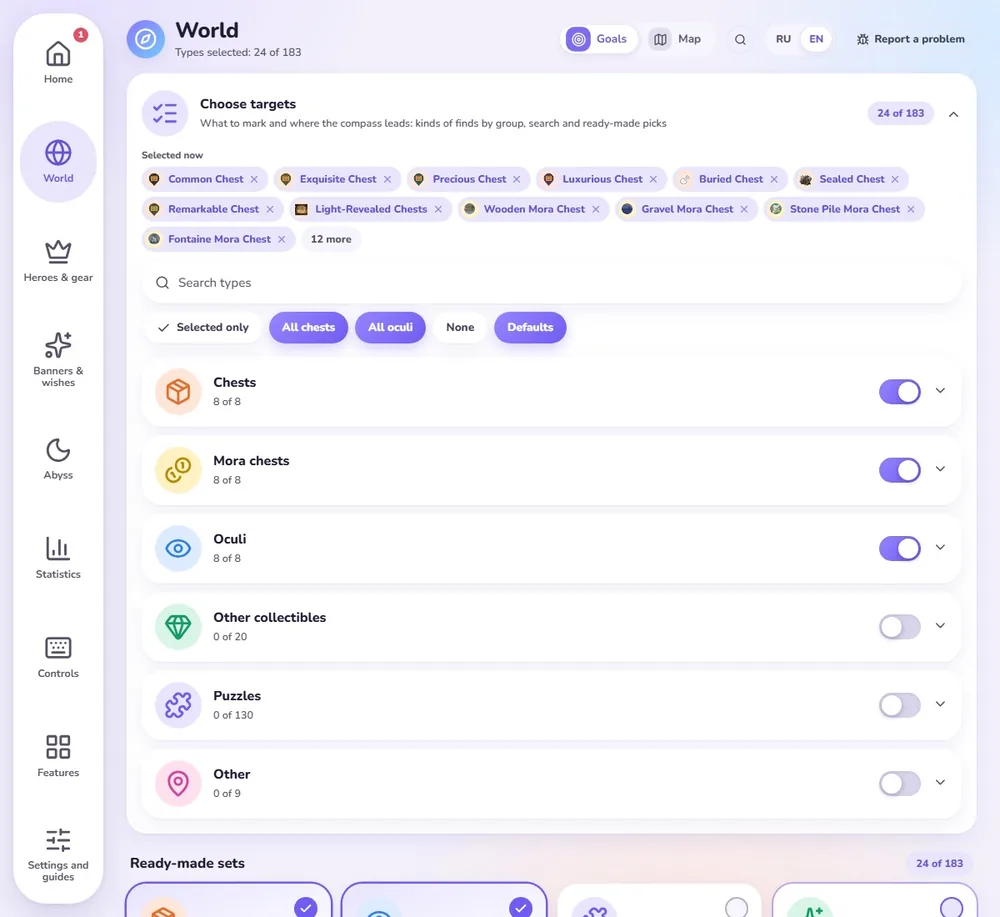 1
Home
World
Heroes & gear
Banners &
wishes
Abyss
Statistics
Controls
Features
Settings and
guides
World
Types selected: 24 of 183
Goals
Map
RU
EN
Report a problem
Choose targets
What to mark and where the compass leads: kinds of finds by group, search and ready-made picks
24 of 183
Selected now
Common Chest
Exquisite Chest
Precious Chest
Luxurious Chest
Buried Chest
Sealed Chest
Remarkable Chest
Light-Revealed Chests
Wooden Mora Chest
Gravel Mora Chest
Stone Pile Mora Chest
Fontaine Mora Chest
12 more
Search types
Selected only
All chests
All oculi
None
Defaults
Chests
8 of 8
Mora chests
8 of 8
Oculi
8 of 8
Other collectibles
0 of 20
Puzzles
0 of 130
Other
0 of 9
Ready-made sets
24 of 183